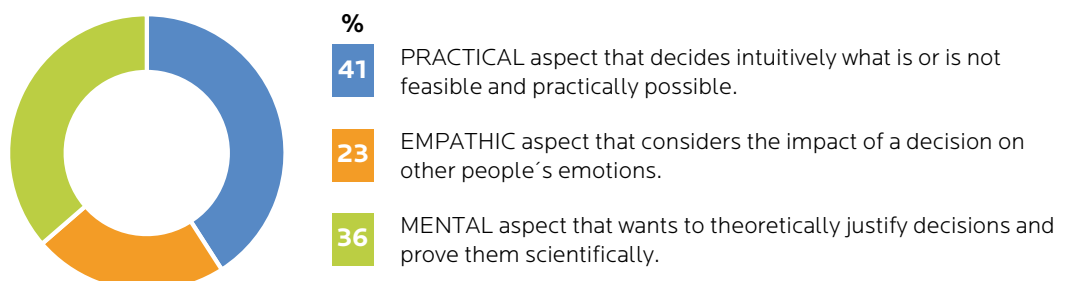 %
41
PRACTICAL aspect that decides intuitively what is or is not
feasible and practically possible.
23
EMPATHIC aspect that considers the impact of a decision on
other people´s emotions.
36
MENTAL aspect that wants to theoretically justify decisions and
prove them scientifically.